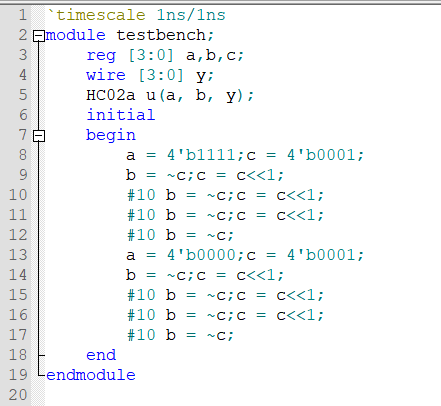 1 `timescale 1ns/1ns
2 module testbench;
3 reg [3:0] a,b,c;
4 wire [3:0] y;
5 HC02a u(a, b, y);
6 initial
7 begin
8 a = 4'b1111;c = 4'b0001;
9 b = ~c;c = c<<1;
10 #10 b = ~c;c = c<<1;
11 #10 b = ~c;c = c<<1;
12 #10 b = ~c;
13 a = 4'b0000;c = 4'b0001;
14 b = ~c;c = c<<1;
15 #10 b = ~c;c = c<<1;
16 #10 b = ~c;c = c<<1;
17 #10 b = ~c;
18 end
19 endmodule
20